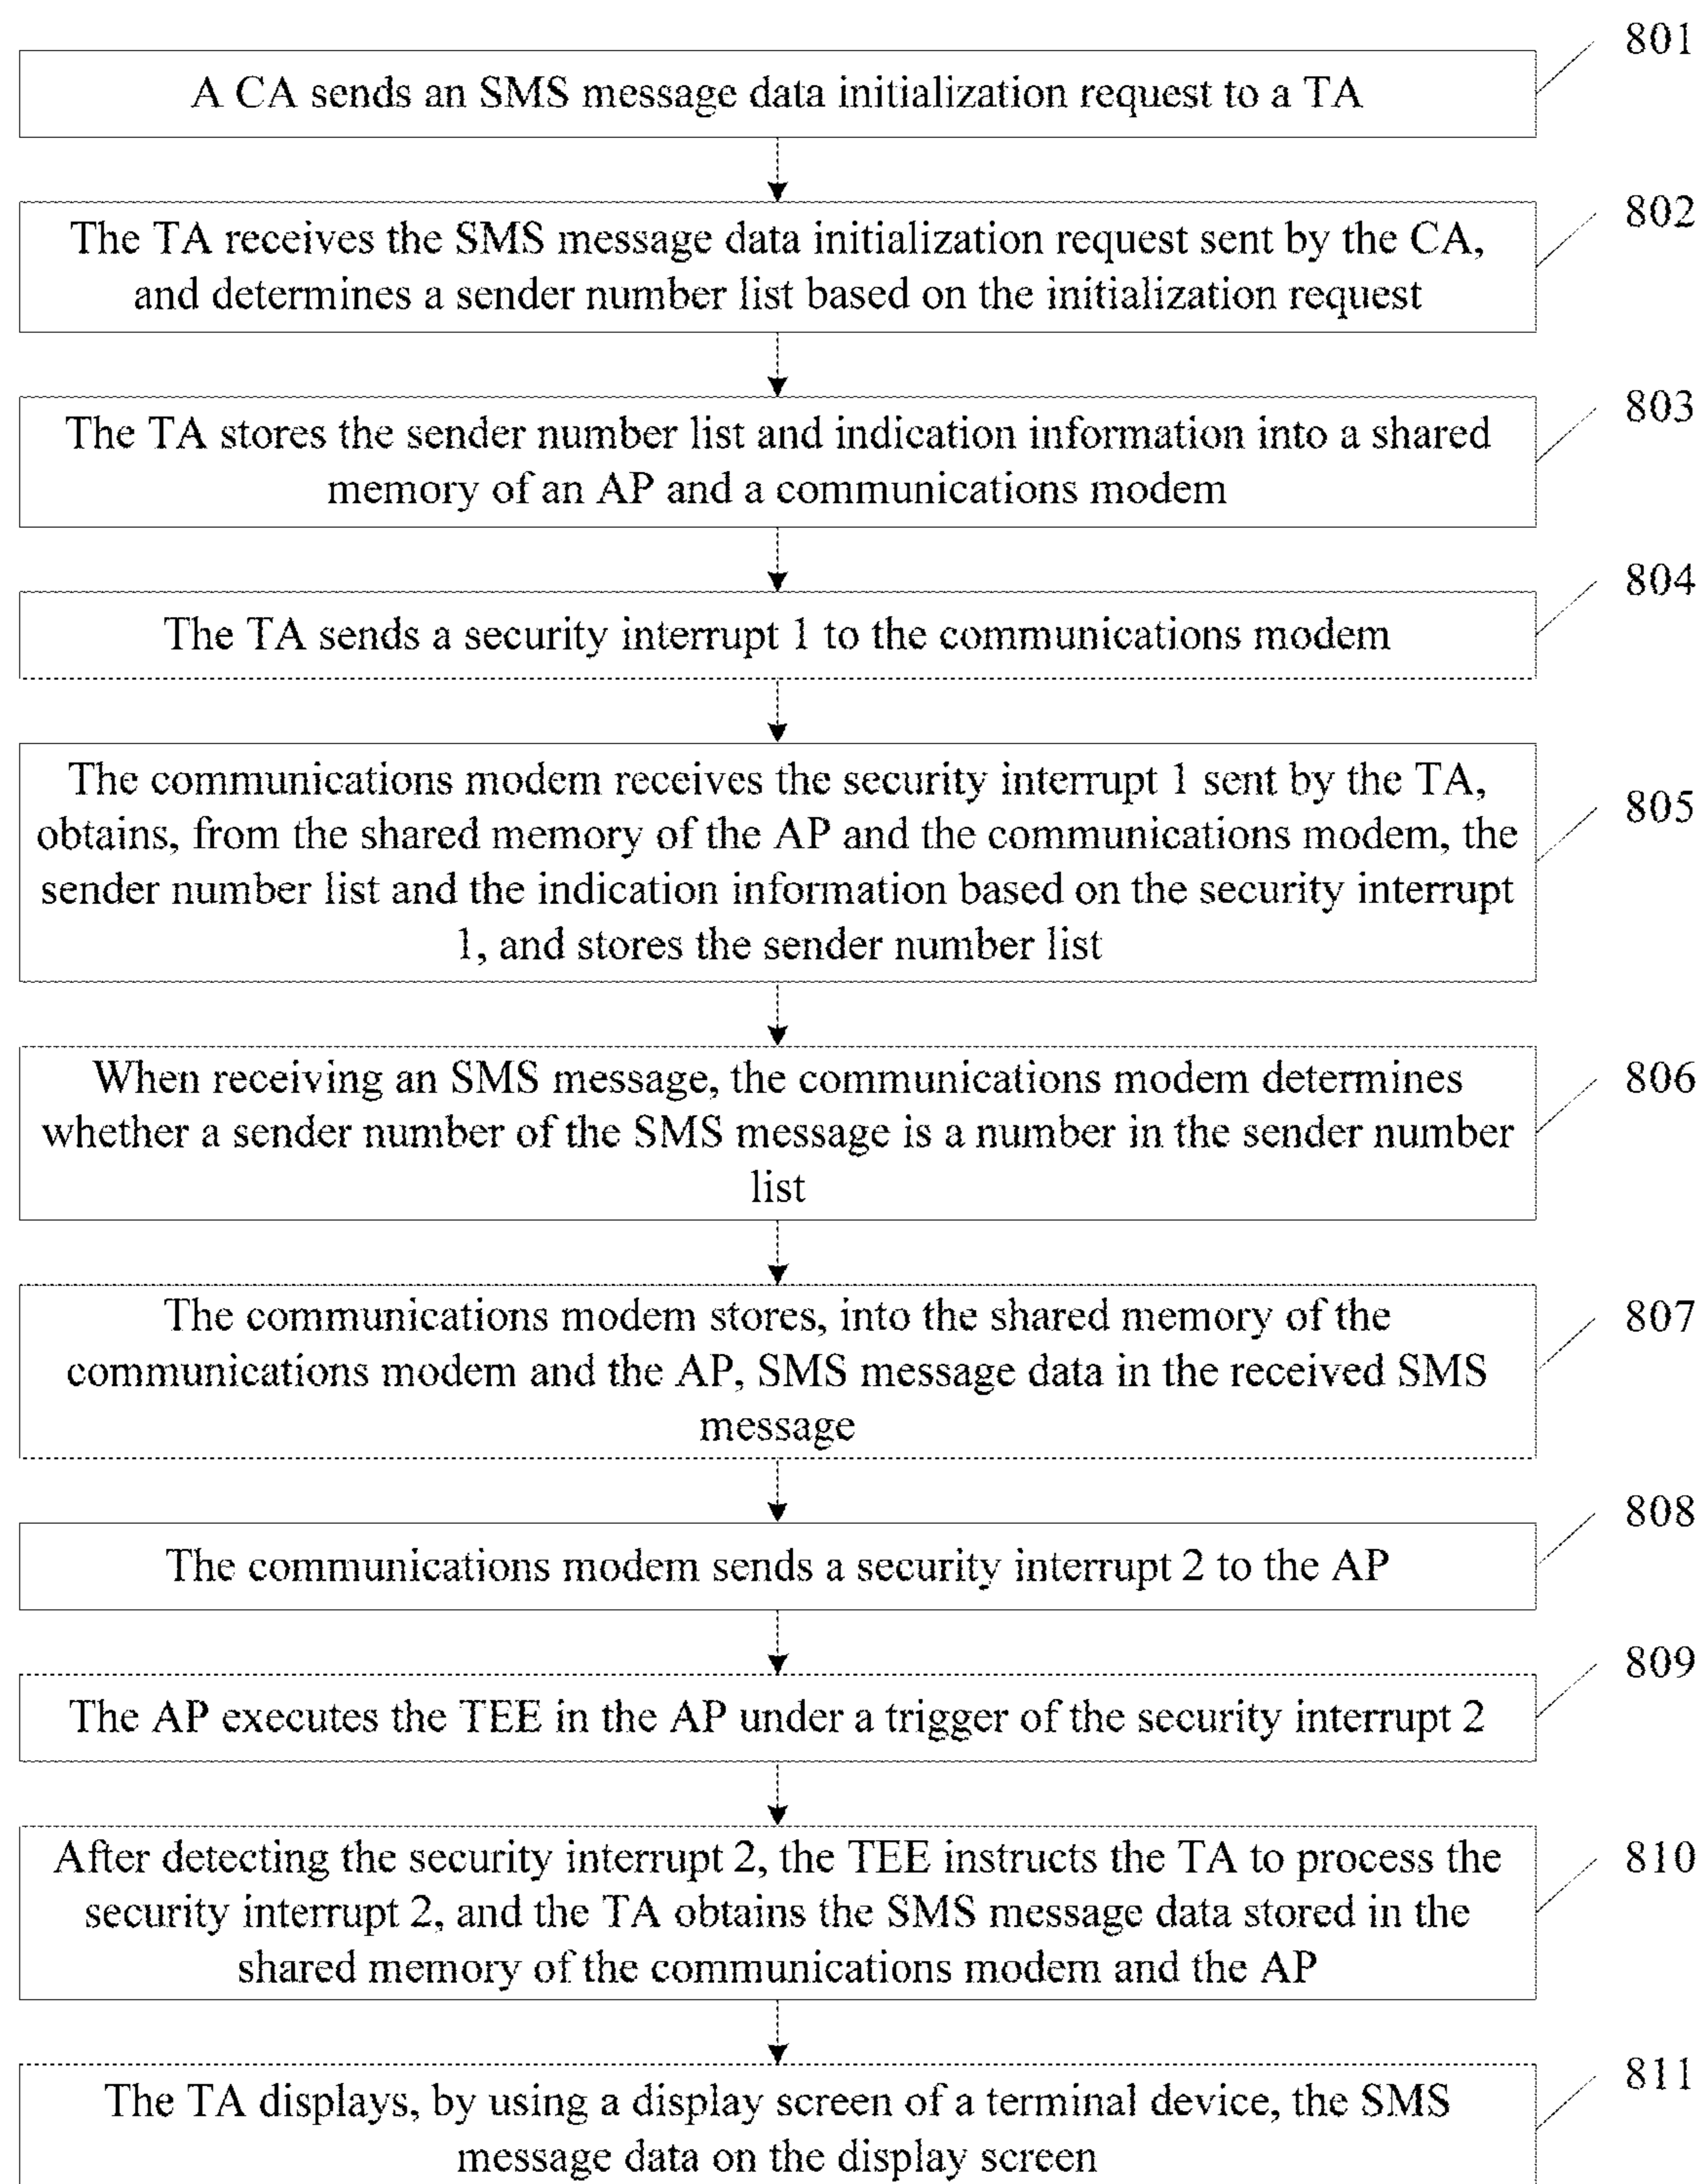 801
A CA sends an SMS message data initialization request to a TA
802
The TA receives the SMS message data initialization request sent by the CA,
and determines a sender number list based on the initialization request
803
The TA stores the sender number list and indication information into a shared
memory of an AP and a communications modem
804
The TA sends a security interrupt 1 to the communications modem
The communications modem receives the security interrupt 1 sent by the TA,
805
obtains, from the shared memory of the AP and the communications modem, the
sender number list and the indication information based on the security interrupt
1, and stores the sender number list
806
When receiving an SMS message, the communications modem determines
whether a sender number of the SMS message is a number in the sender number
list
807
The communications modem stores, into the shared memory of the
communications modem and the AP, SMS message data in the received SMS
message
808
The communications modem sends a security interrupt 2 to the AP
809
The AP executes the TEE in the AP under a trigger of the security interrupt 2
810
After detecting the security interrupt 2, the TEE instructs the TA to process the
security interrupt 2, and the TA obtains the SMS message data stored in the
shared memory of the communications modem and the AP
811
The TA displays, by using a display screen of a terminal device, the SMS
message data on the display screen